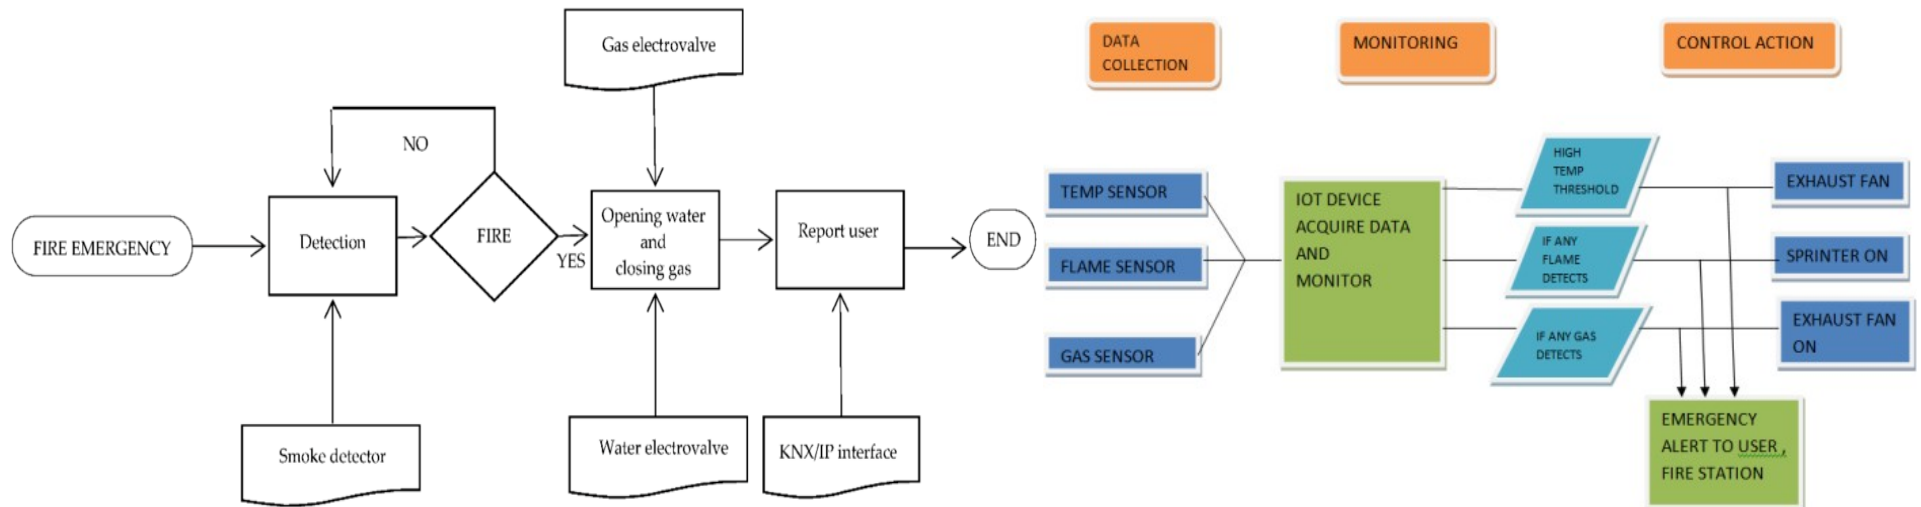 Gas electrovalve
NO
FIRE EMERGENCY
Detection
FIRE
YES
Opening water
and
closing gas
Report user
END
Smoke detector
Water electrovalve
KNX/IP interface
DATA
COLLECTION
MONITORING
CONTROL ACTION
TEMP SENSOR
FLAME SENSOR
GAS SENSOR
IOT DEVICE
ACQUIRE DATA
AND
MONITOR
HIGH
TEMP
THRESHOLD
IF ANY
FLAME
DETECTS
IF ANY GAS
DETECTS
EXHAUST FAN
SPRINTER ON
EXHAUST FAN
ON
EMERGENCY
ALERT TO USER ,
FIRE STATION